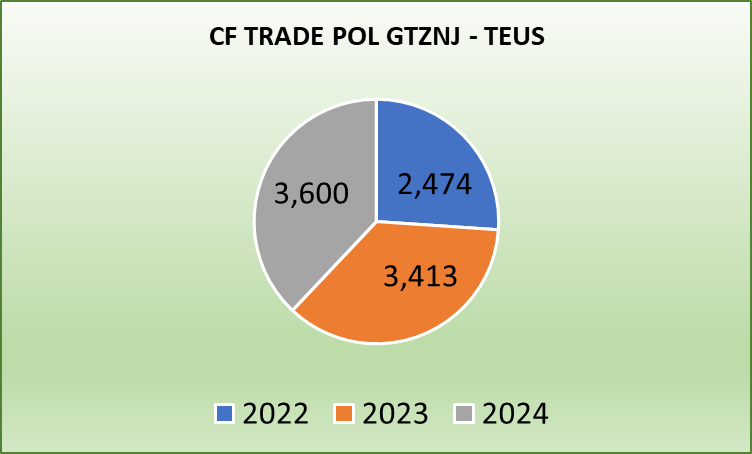 CF TRADE POL GTZNJ - TEUS
2,474
3,600
3,413
2022 2023 2024